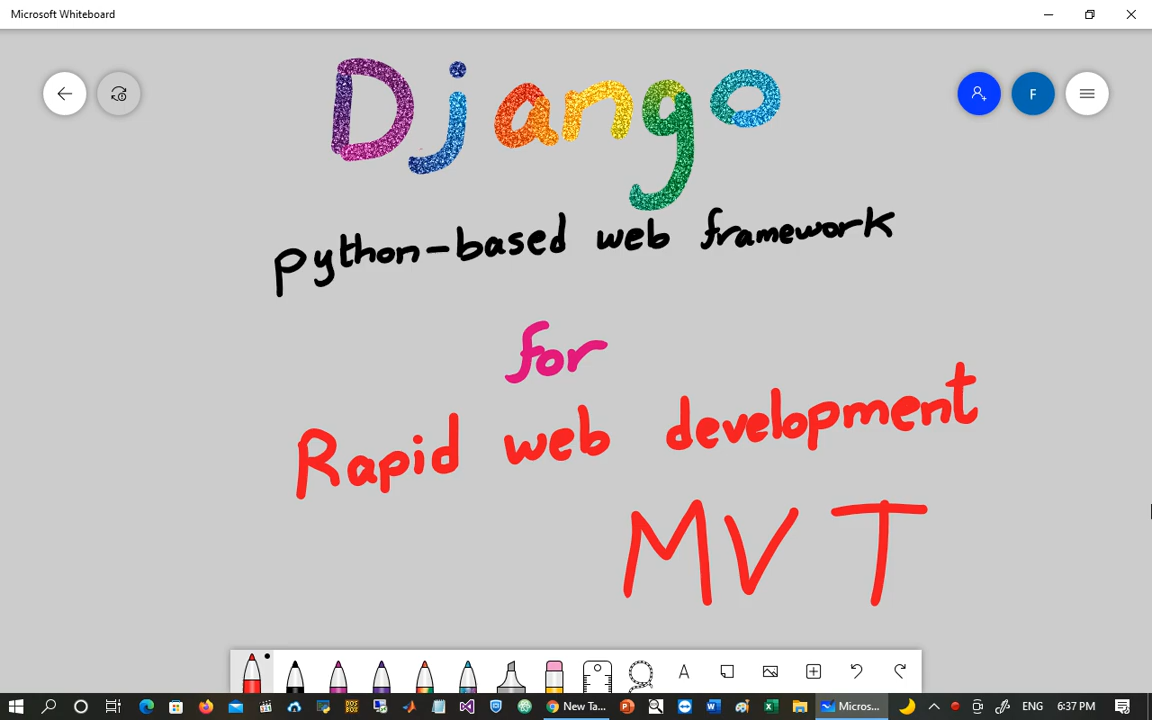 Microsoft Whiteboard
F
Django
python-based web framework
for
Rapid web development
MVT
A
New Ta...
Micros...
ENG
6:37 PM